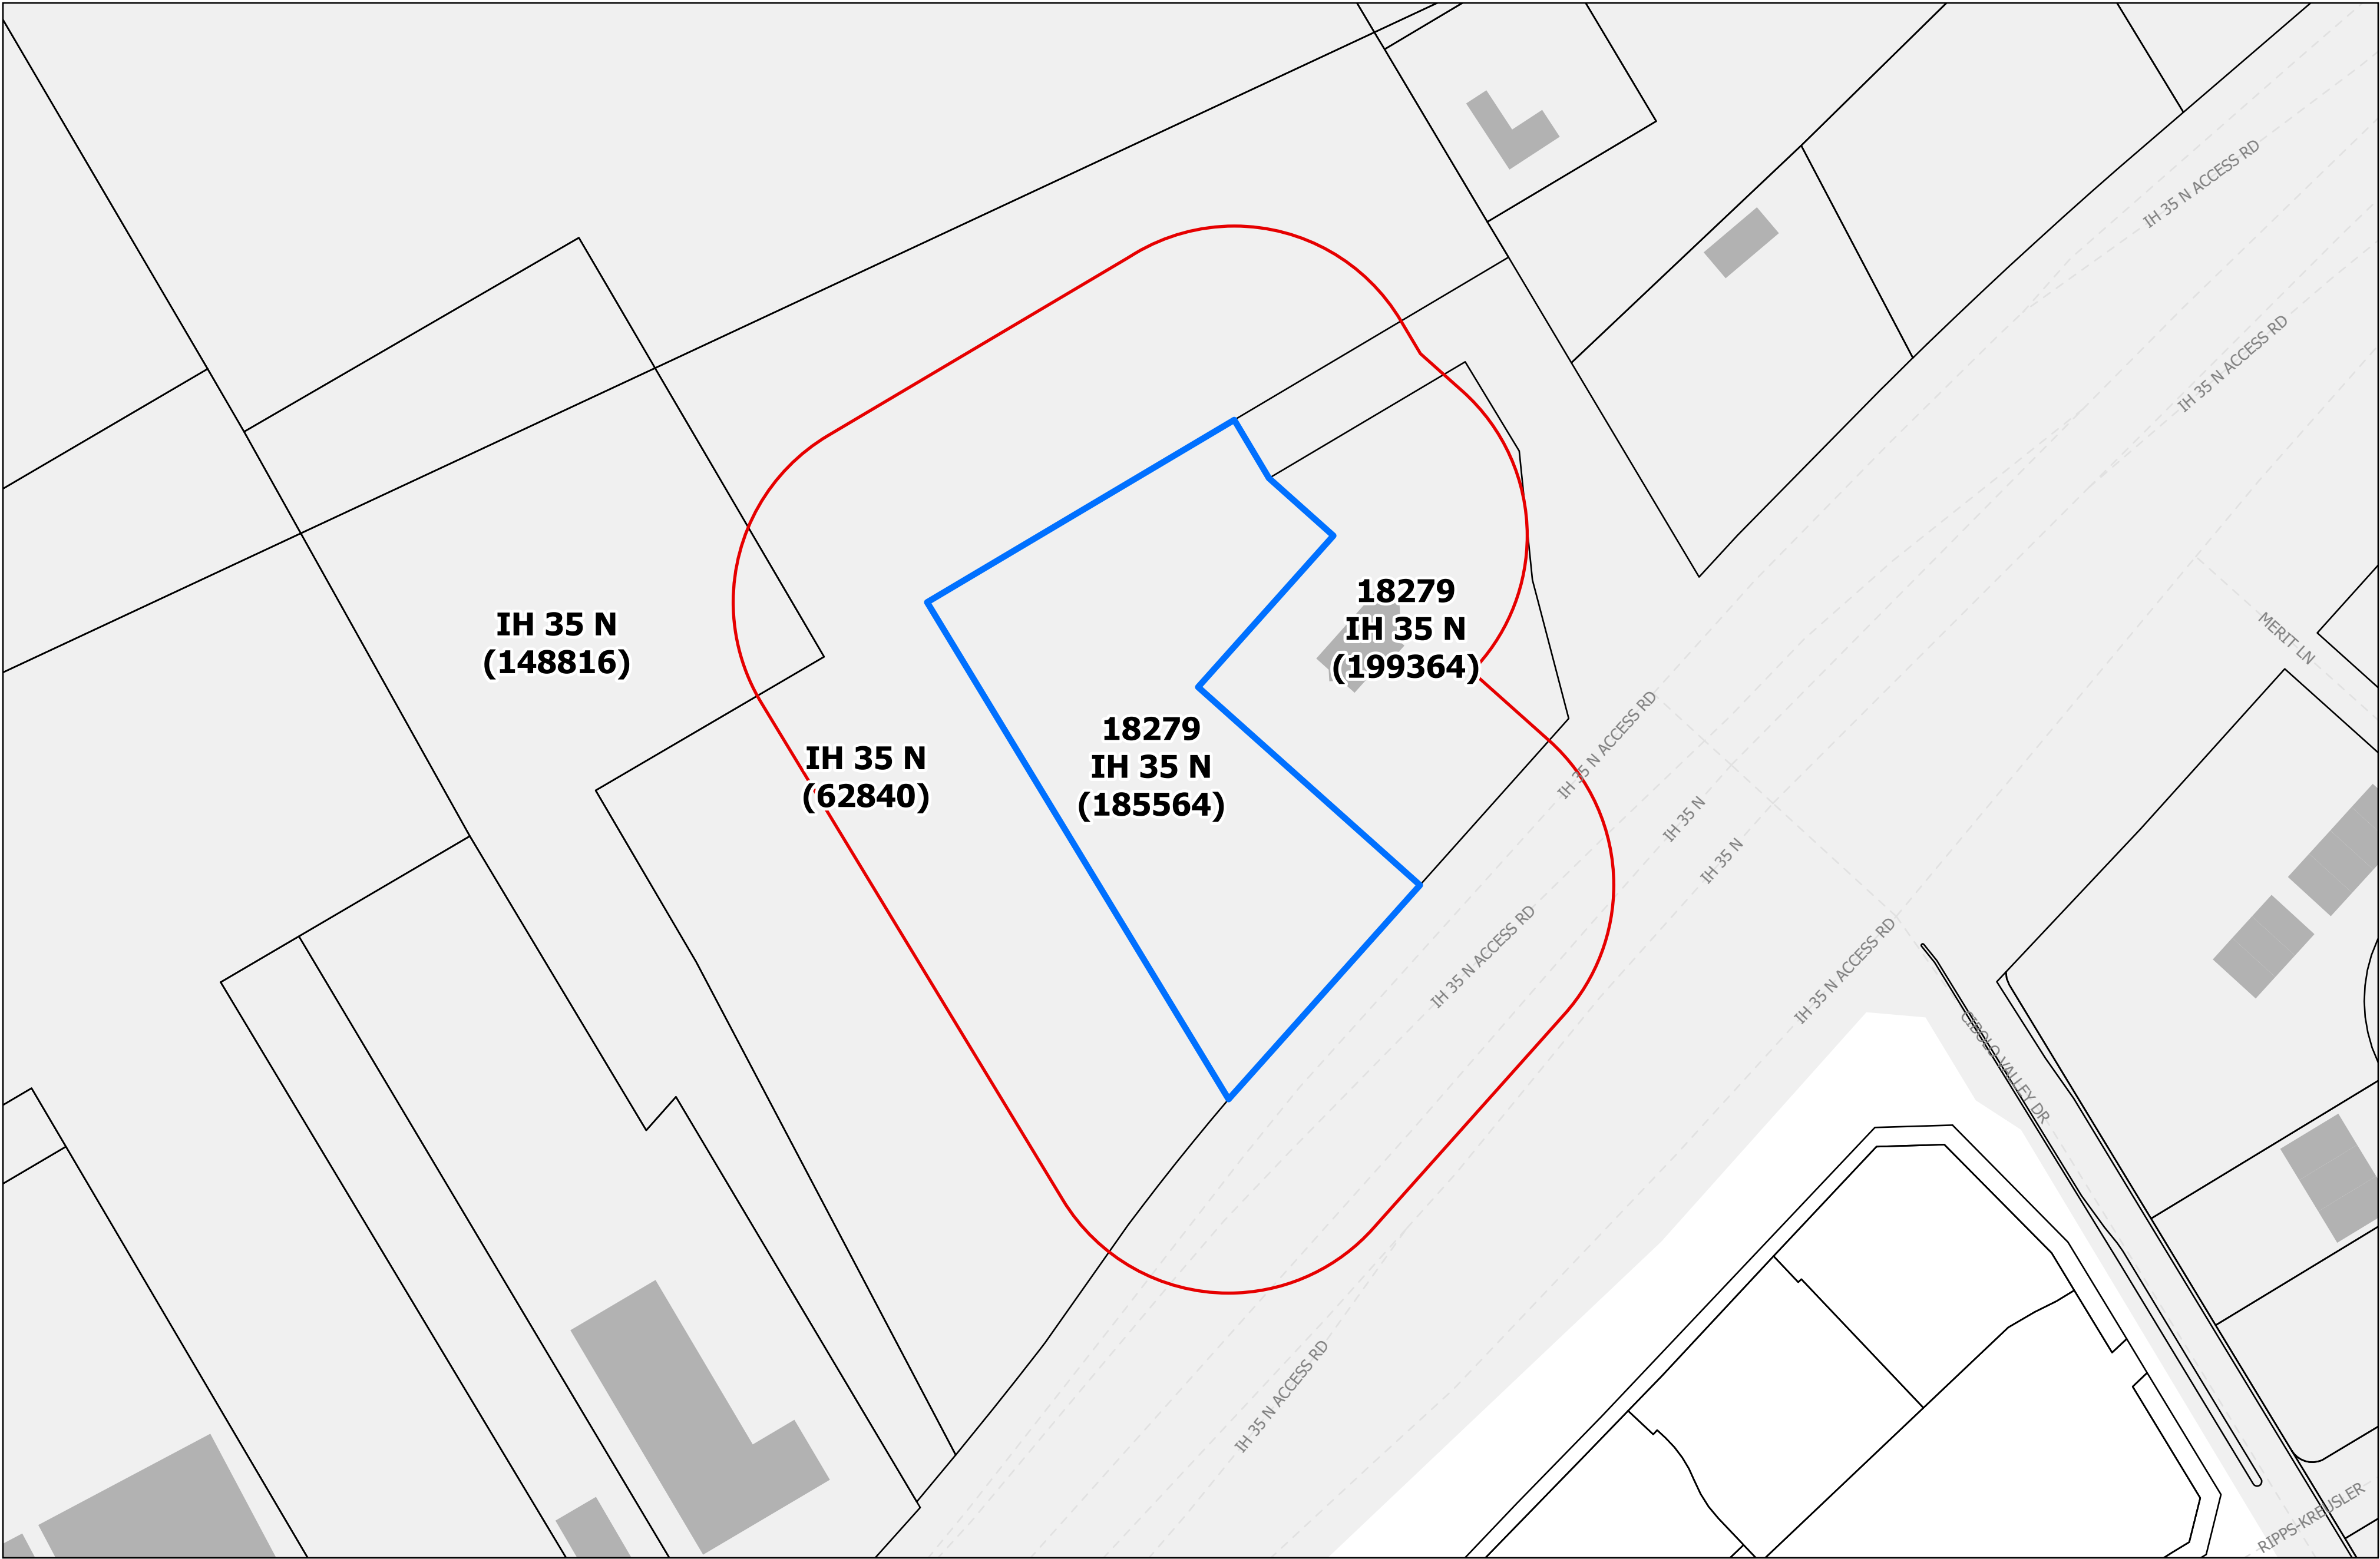 IH 35 N ACCESS RD
IH 35 N ACCESS RD
18279
IH 35 N
(199364)
IH 35 N
(148816)
MERIT LN
18279
IH 35 N
(185564)
IH 35 N
(62840)
IH 35 N ACCESS RD
IH 35 N
IH 35 N
IH 35 N ACCESS RD
IH 35 N ACCESS RD
CIBOLO VALLEY DR
IH 35 N ACCESS RD
RIPPS-KREUSLER